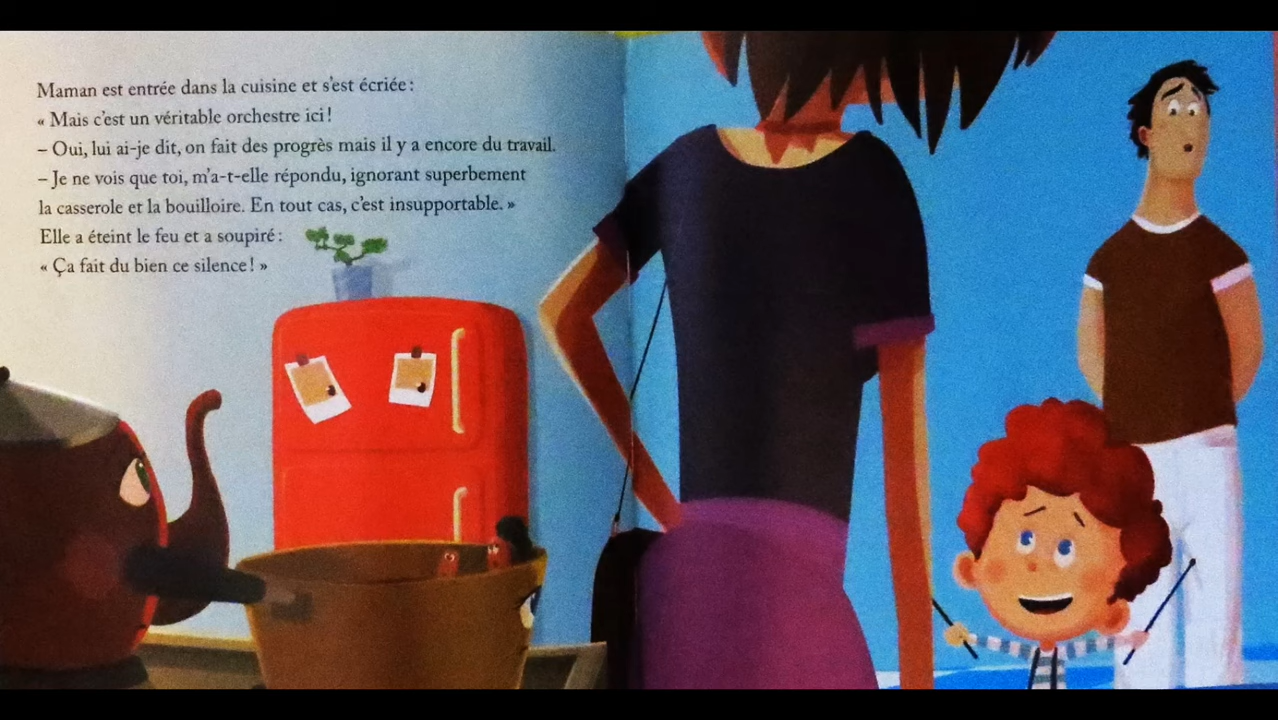 Maman est entrée dans la cuisine et s'est écriée :
« Mais c'est un véritable orchestre ici !
– Oui, lui ai-je dit, on fait des progrès mais il y a encore du travail.
– Je ne vois que toi, m'a-t-elle répondu, ignorant superbement
la casserole et la bouilloire. En tout cas, c'est insupportable. »
Elle a éteint le feu et a soupiré :
« Ça fait du bien ce silence ! »